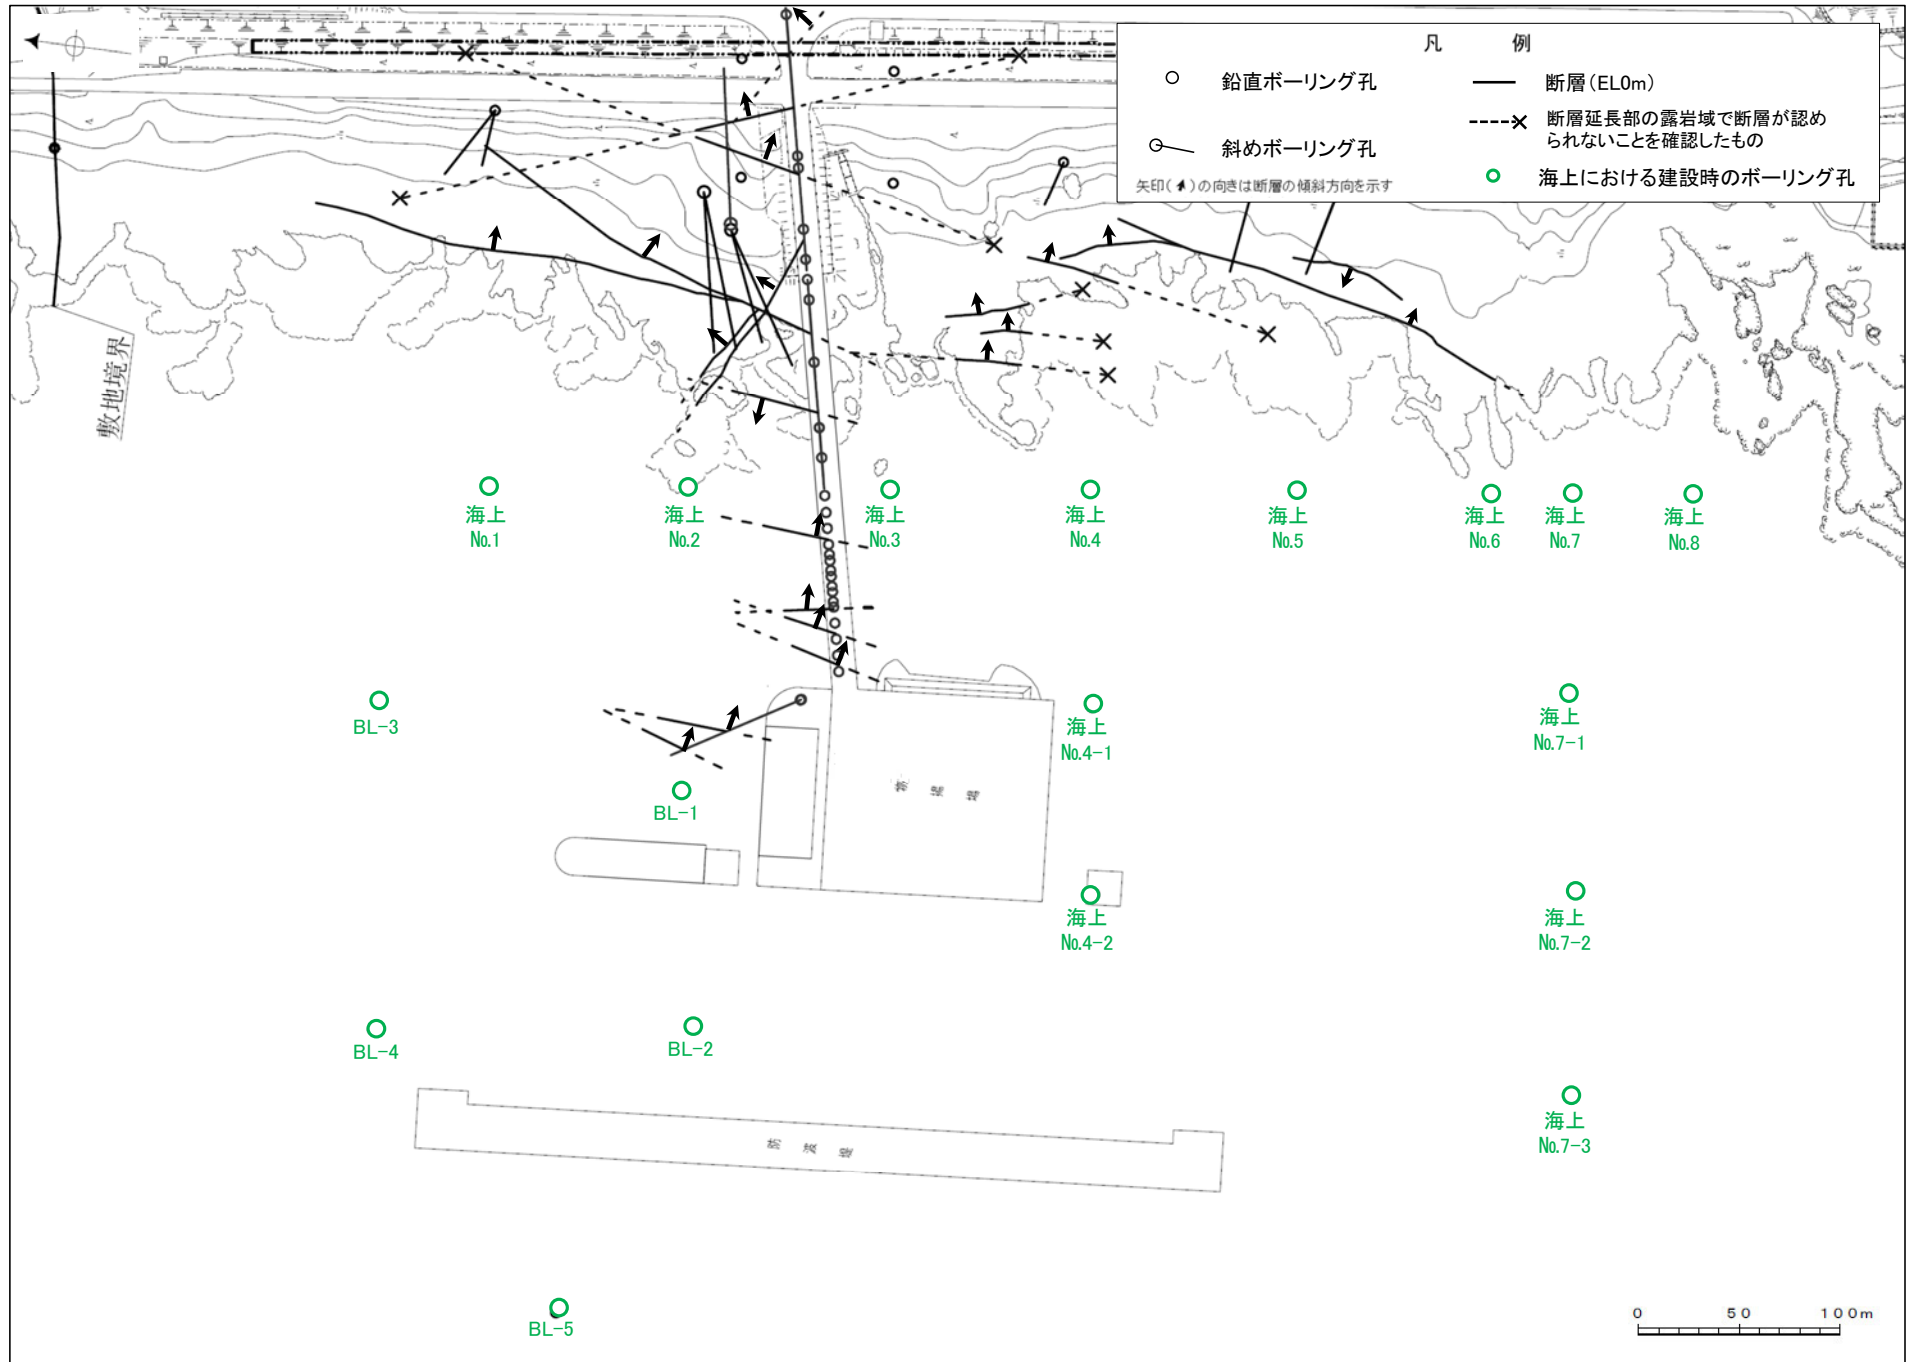 凡 例
鉛直ボーリング孔
斜めボーリング孔
矢印( )の向きは断層の傾斜方向を示す
断層(EL0m)
断層延長部の露岩域で断層が認め
られないことを確認したもの
海上における建設時のボーリング孔
敷地境界
海上
No.1
海上
No.2
海上
No.3
海上
No.4
海上
No.5
海上
No.6
海上
No.7
海上
No.8
BL-3
海上
No.4-1
海上
No.7-1
BL-1
物揚場
海上
No.4-2
海上
No.7-2
BL-4
BL-2
防波堤
海上
No.7-3
BL-5
0 50 100m